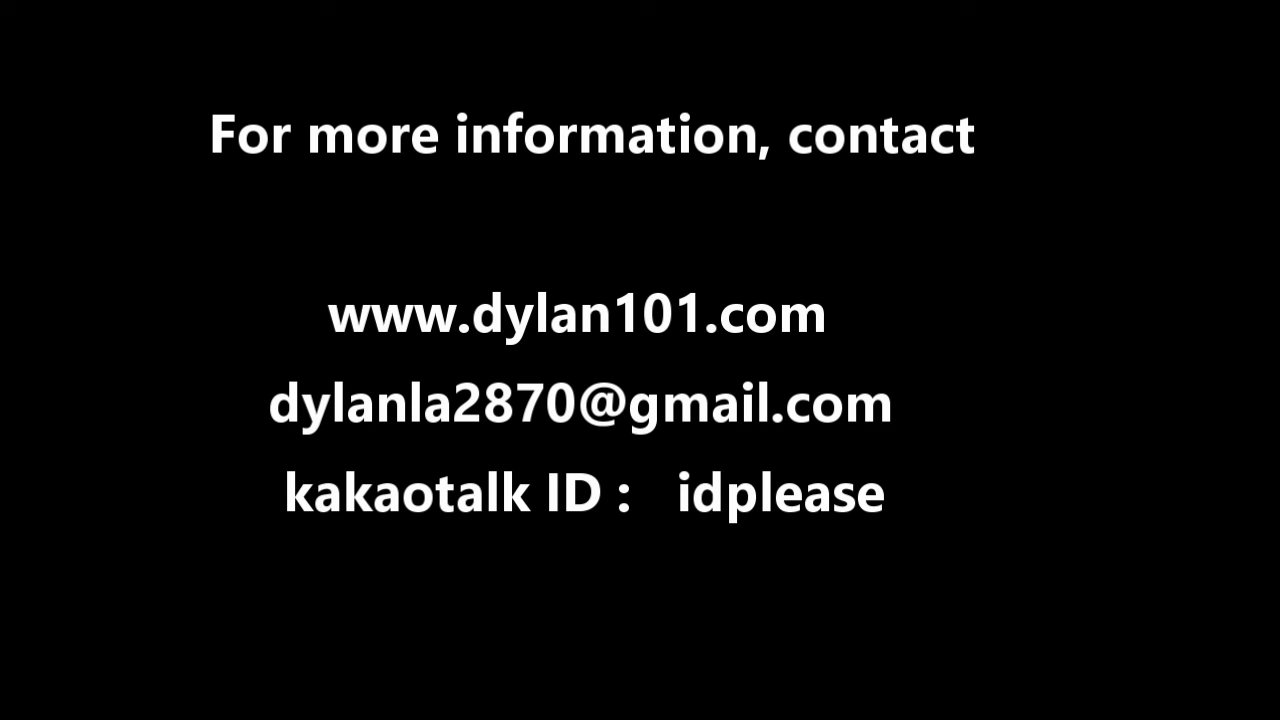 For more information, contact
www.dylan101.com
dylanla2870@gmail.com
kakaotalk ID : idplease